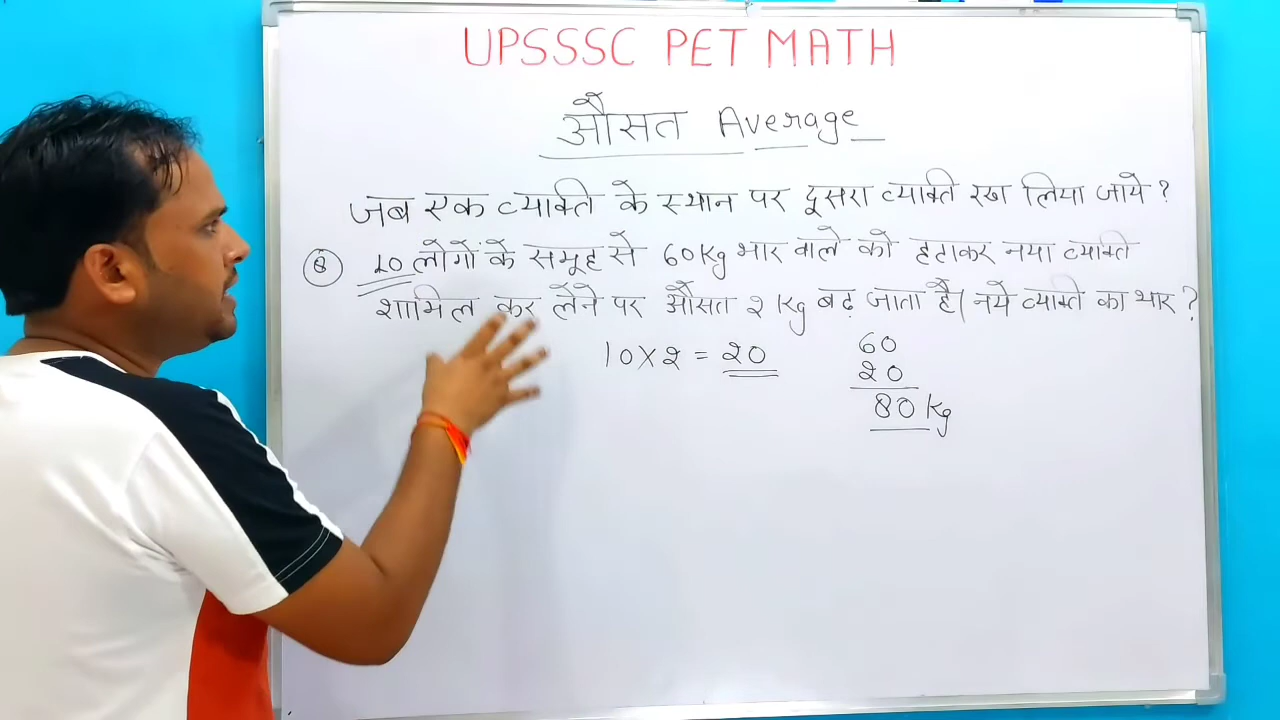 UPSSSC PET MATH
औसत Average
जब एक व्यक्ति के स्थान पर दूसरा व्यक्ति रख लिया जाये ?
Q 10 लोगों के समूह से 60Kg भार वाले को हटाकर नया व्यक्ति
शामिल कर लेने पर औसत 2 Kg बढ़ जाता है। नये व्यक्ति का भार ?
10 X 2 = 20
60
20
80 Kg